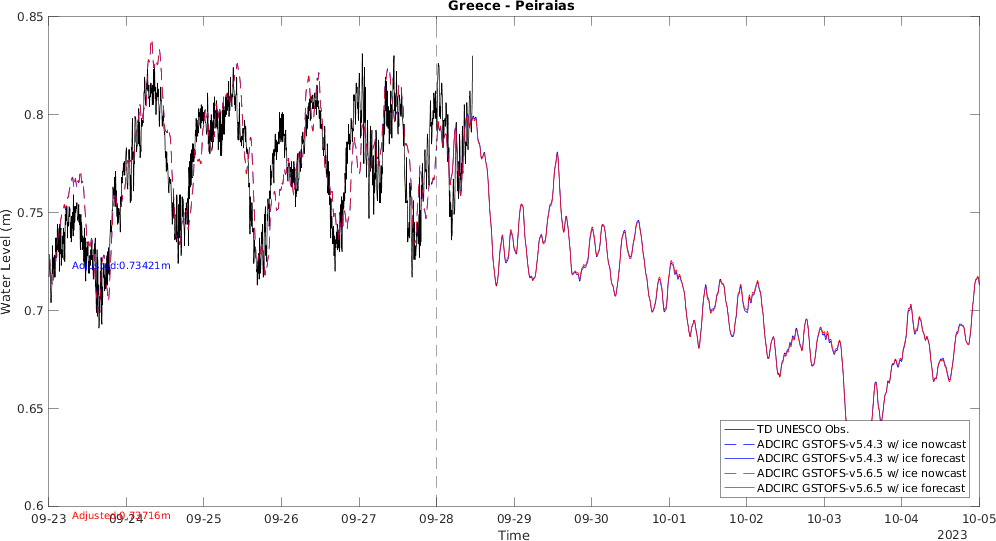 Greece - Peiraias
0.85
0.8
0.75
0.7
0.65
0.6
Water Level (m)
Adjusted:0.73421m
Adjusted:0.73716m
TD UNESCO Obs.
ADCIRC GSTOFS-v5.4.3 w/ ice nowcast
ADCIRC GSTOFS-v5.4.3 w/ ice forecast
ADCIRC GSTOFS-v5.6.5 w/ ice nowcast
ADCIRC GSTOFS-v5.6.5 w/ ice forecast
09-23 09-24 09-25 09-26 09-27 09-28 09-29 09-30 10-01 10-02 10-03 10-04 10-05
Time
2023